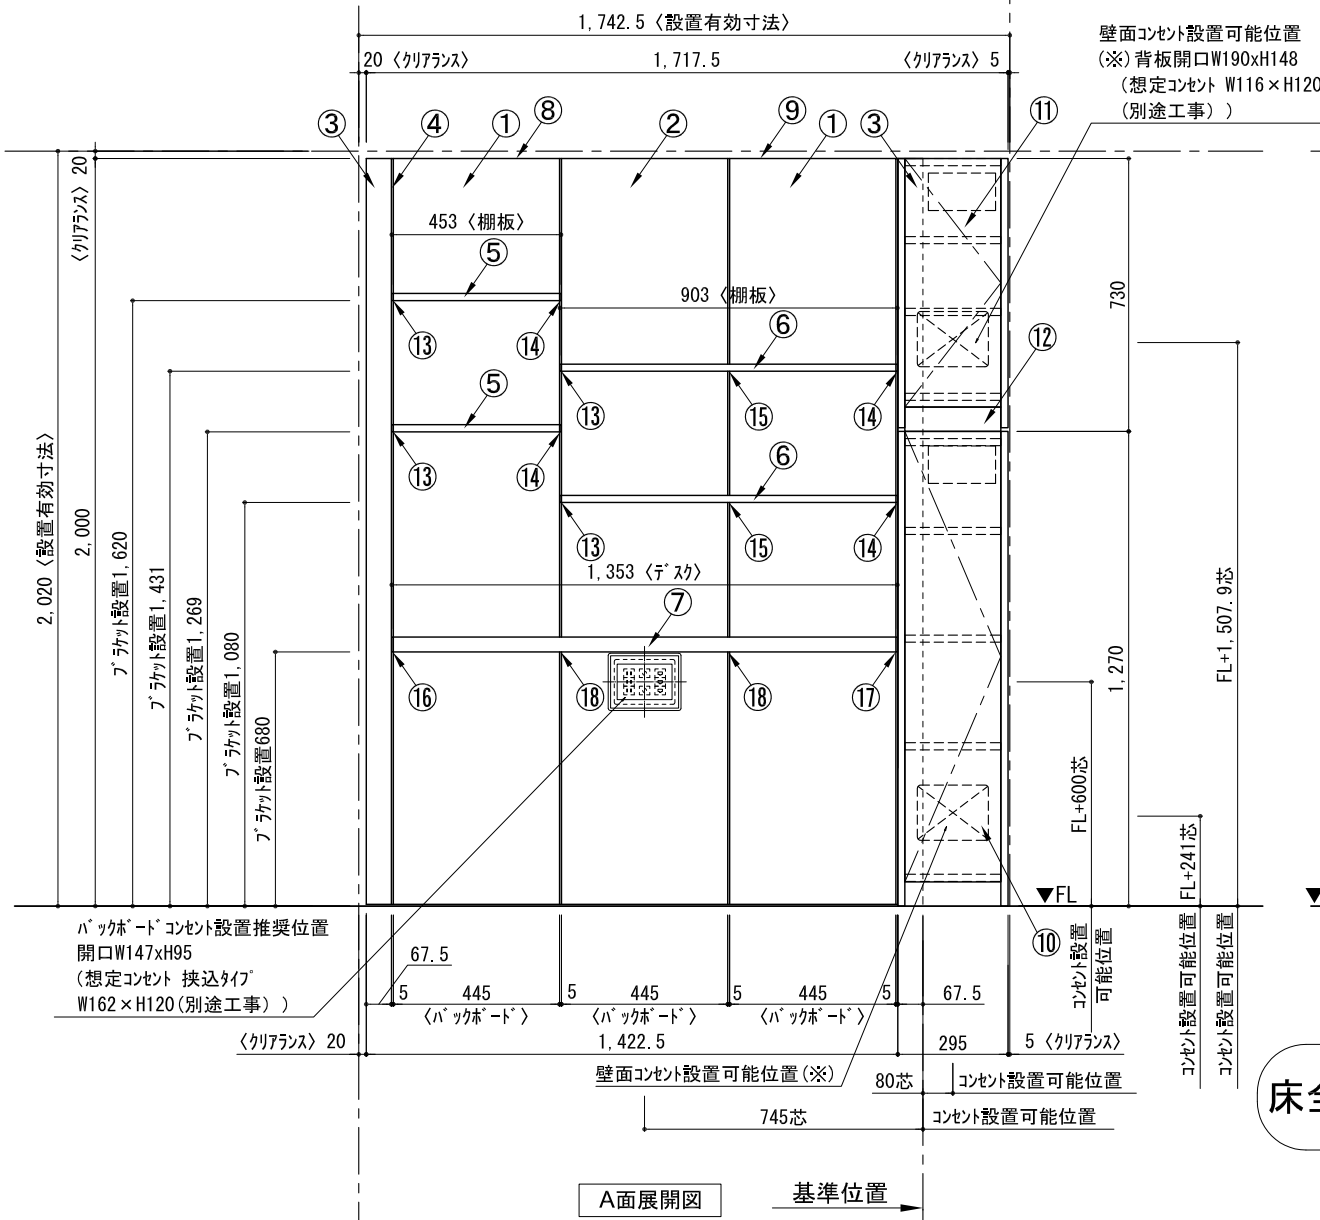 1,742.5〈設置有効寸法〉
20〈ｸﾘｱﾗﾝｽ〉
1,717.5
〈ｸﾘｱﾗﾝｽ〉5
壁面ｺﾝｾﾝﾄ設置可能位置
(※)背板開口W190xH148
(想定ｺﾝｾﾝﾄ W116×H120
(別途工事))
③
④
①
⑧
②
⑨
①
③
⑪
〈ｸﾘｱﾗﾝｽ〉20
453〈棚板〉
⑤
903〈棚板〉
730
⑬
⑭
⑥
⑫
⑤
⑬
⑮
⑭
⑬
⑭
⑥
⑬
⑮
⑭
1,353〈ﾃﾞｽｸ〉
⑦
⑯
⑱
⑱
⑰
2,020〈設置有効寸法〉
2,000
ﾌﾞﾗｹｯﾄ設置1,620
ﾌﾞﾗｹｯﾄ設置1,431
ﾌﾞﾗｹｯﾄ設置1,269
ﾌﾞﾗｹｯﾄ設置1,080
ﾌﾞﾗｹｯﾄ設置680
1,270
FL+600芯
FL+241芯
FL+1,507.9芯
▼FL
▼
⑩
ｺﾝｾﾝﾄ設置
可能位置
ｺﾝｾﾝﾄ設置可能位置
ｺﾝｾﾝﾄ設置可能位置
ﾊﾞｯｸﾎﾞｰﾄﾞｺﾝｾﾝﾄ設置推奨位置
開口W147xH95
(想定ｺﾝｾﾝﾄ 挟込ﾀｲﾌﾟ
W162×H120(別途工事))
67.5
5
445
5
445
5
445
5
67.5
〈ﾊﾞｯｸﾎﾞｰﾄﾞ〉
〈ﾊﾞｯｸﾎﾞｰﾄﾞ〉
〈ﾊﾞｯｸﾎﾞｰﾄﾞ〉
〈ｸﾘｱﾗﾝｽ〉20
1,422.5
295
5〈ｸﾘｱﾗﾝｽ〉
壁面ｺﾝｾﾝﾄ設置可能位置(※)
80芯
ｺﾝｾﾝﾄ設置可能位置
745芯
ｺﾝｾﾝﾄ設置可能位置
床全
A面展開図
基準位置